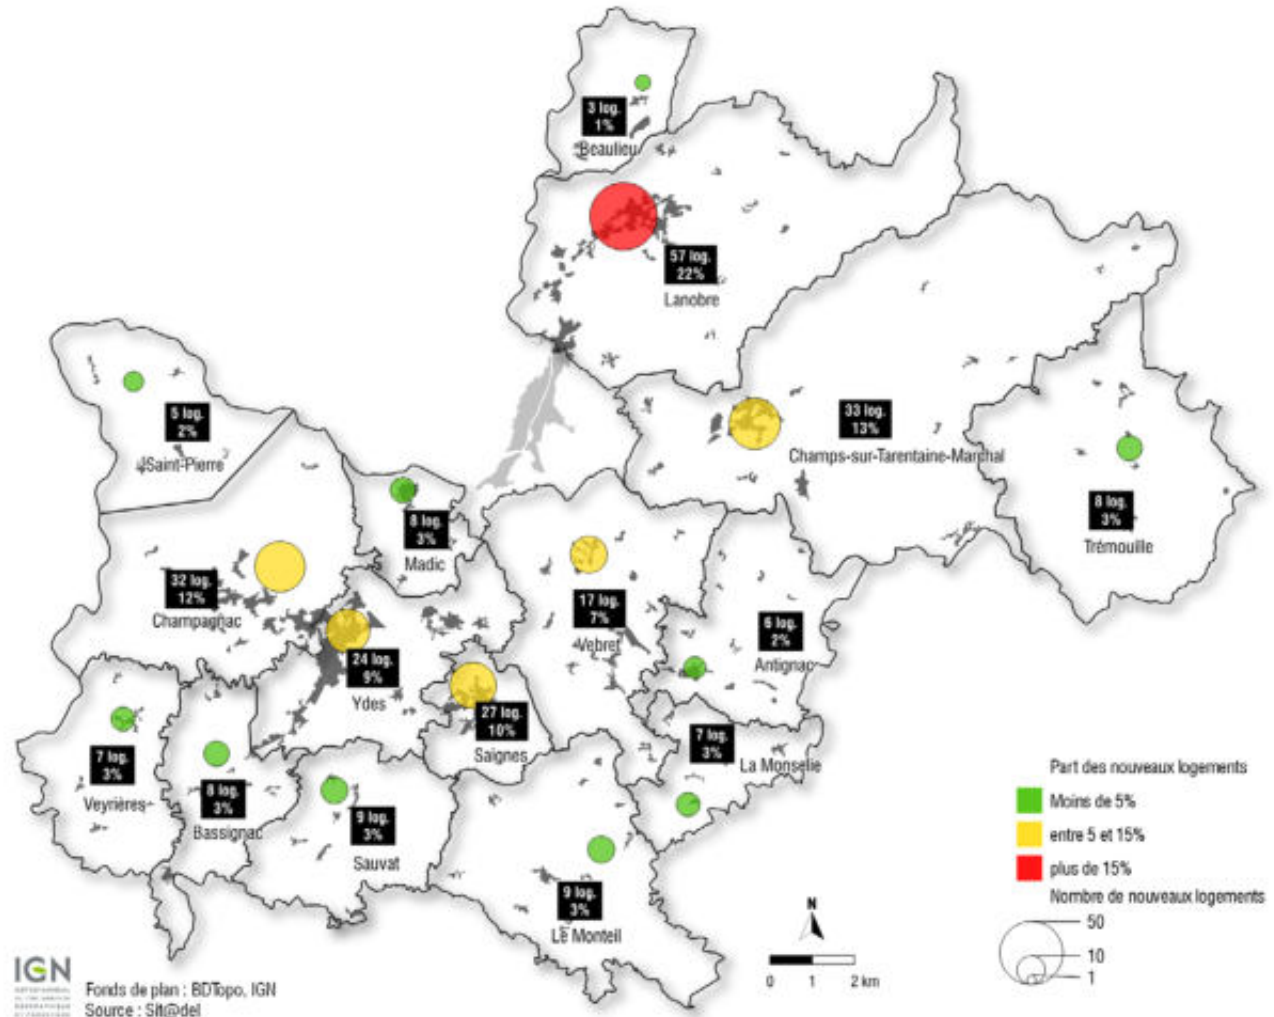 3 log.
1%
Beaulieu
57 log.
22%
Lanobre
5 log.
2%
Saint-Pierre
33 log.
13%
Champs-sur-Tarentaine-Marchal
8 log.
3%
Madic
8 log.
3%
Trémouille
32 log.
12%
Champagnac
17 log.
7%
Vebret
6 log.
2%
Antignac
24 log.
9%
Ydes
27 log.
10%
Saignes
7 log.
3%
La Monselie
7 log.
3%
Veyrières
8 log.
3%
Bassignac
9 log.
3%
Sauvat
9 log.
3%
Le Monteil
Part des nouveaux logements
Moins de 5%
entre 5 et 15%
plus de 15%
Nombre de nouveaux logements
50
10
1
N
0 1 2 km
IGN
Fonds de plan : BDTopo, IGN
Source : Sit@del